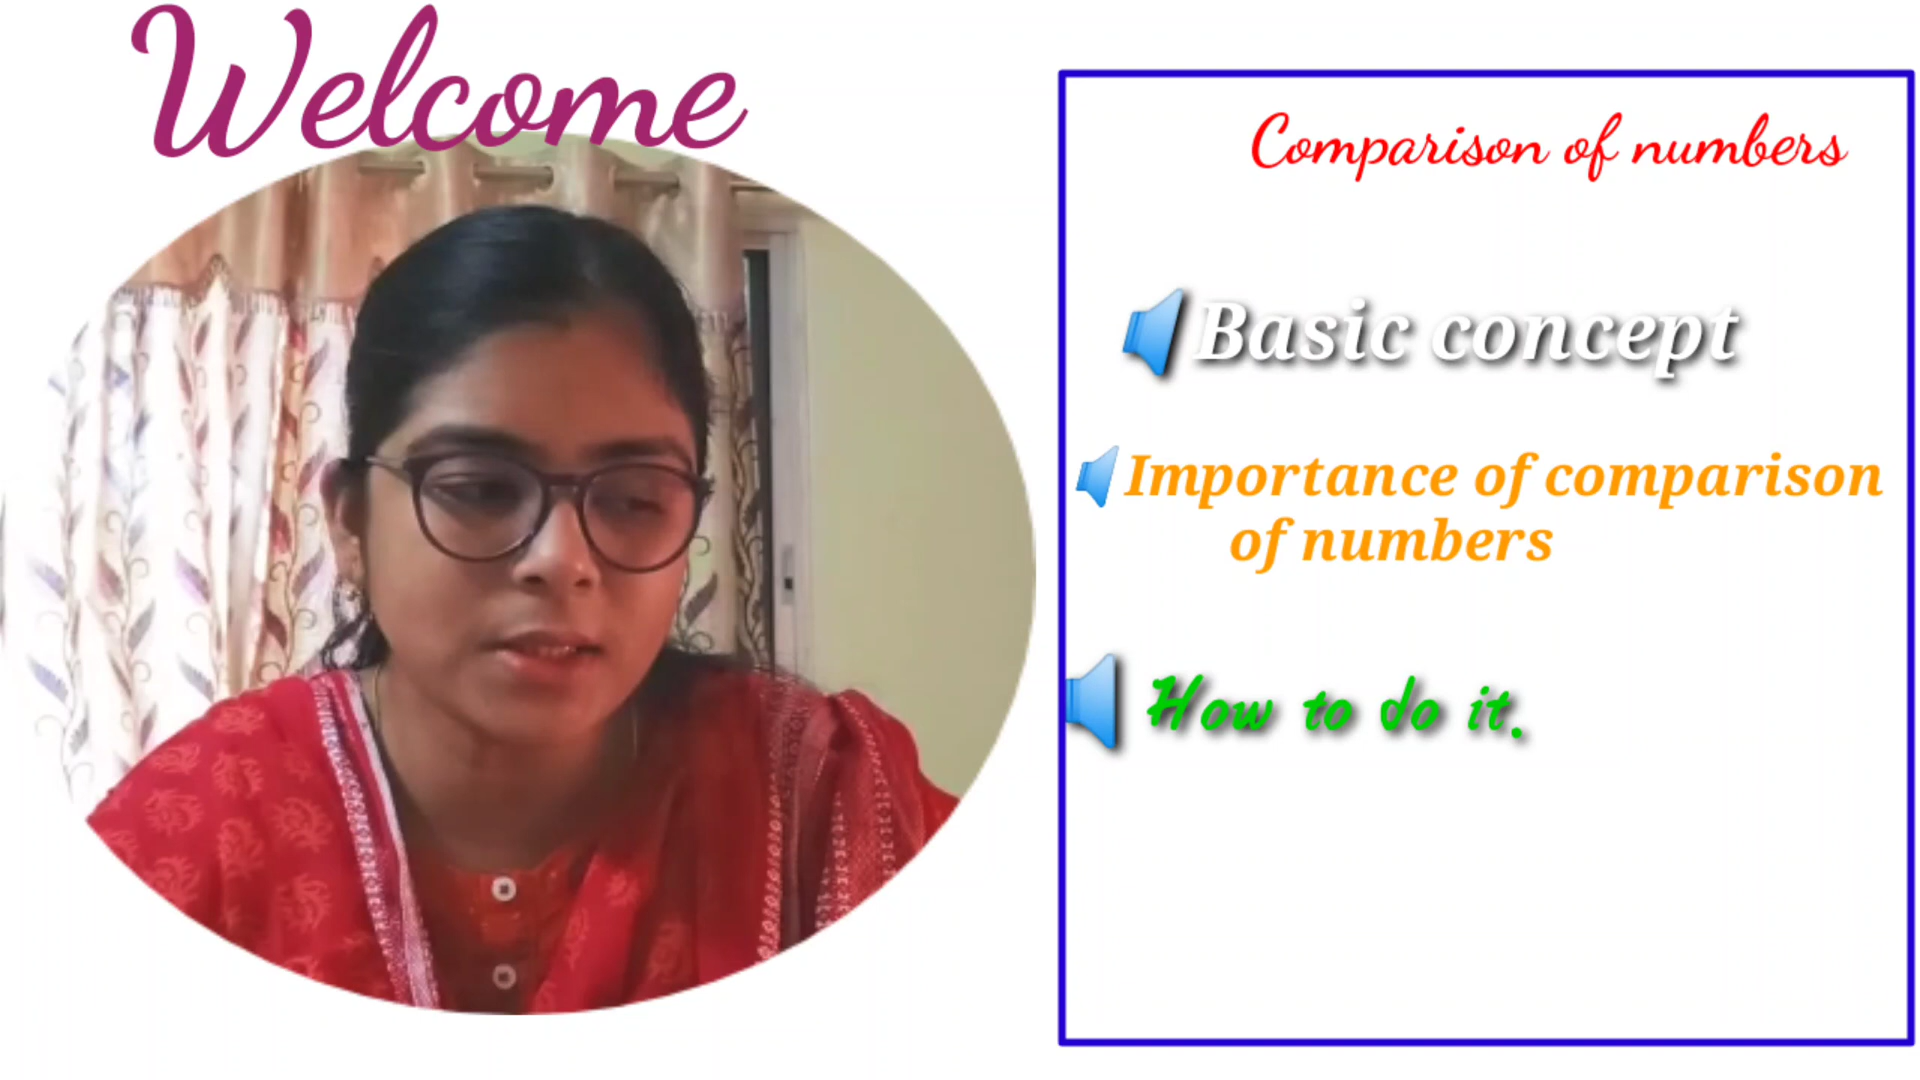 Welcome
Comparison of numbers
Basic concept
Importance of comparison
of numbers
How to do it.